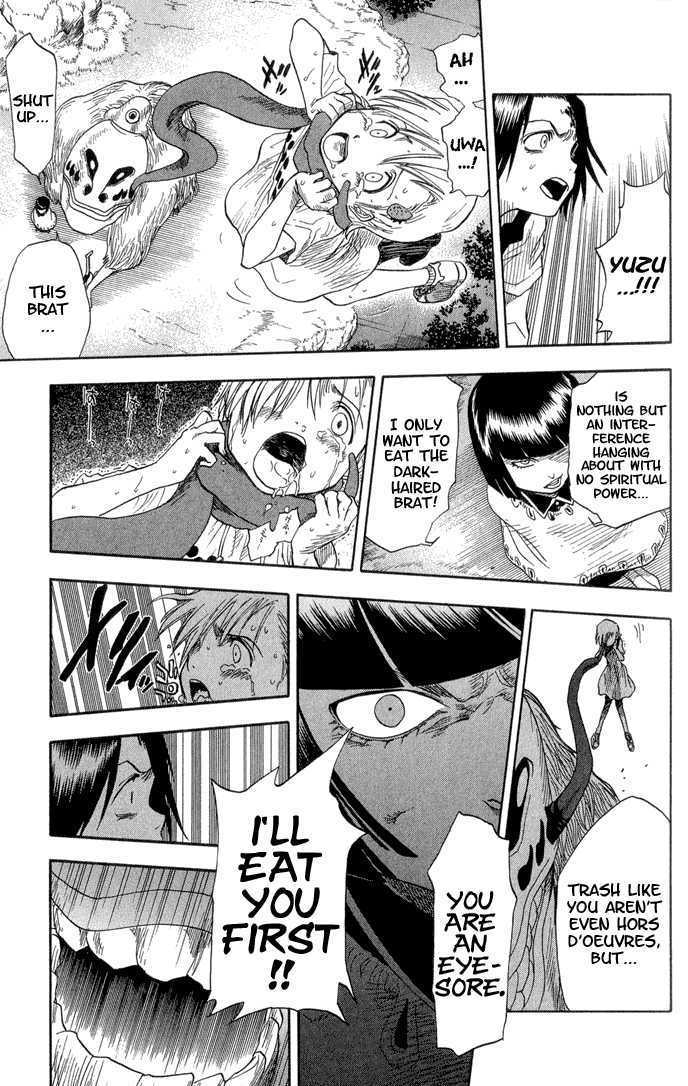 YUZU
...!!!
AH
...
UWA
...!
SHUT
UP...
THIS
BRAT
...
IS
NOTHING BUT
AN INTER-
FERENCE
HANGING
ABOUT WITH
NO SPIRITUAL
POWER...
I ONLY
WANT TO
EAT THE
DARK-
HAIRED
BRAT!
TRASH LIKE
YOU AREN'T
EVEN HORS
D'OEUVRES,
BUT...
YOU
ARE
AN
EYE-
SORE.
I'LL
EAT
YOU
FIRST
!!